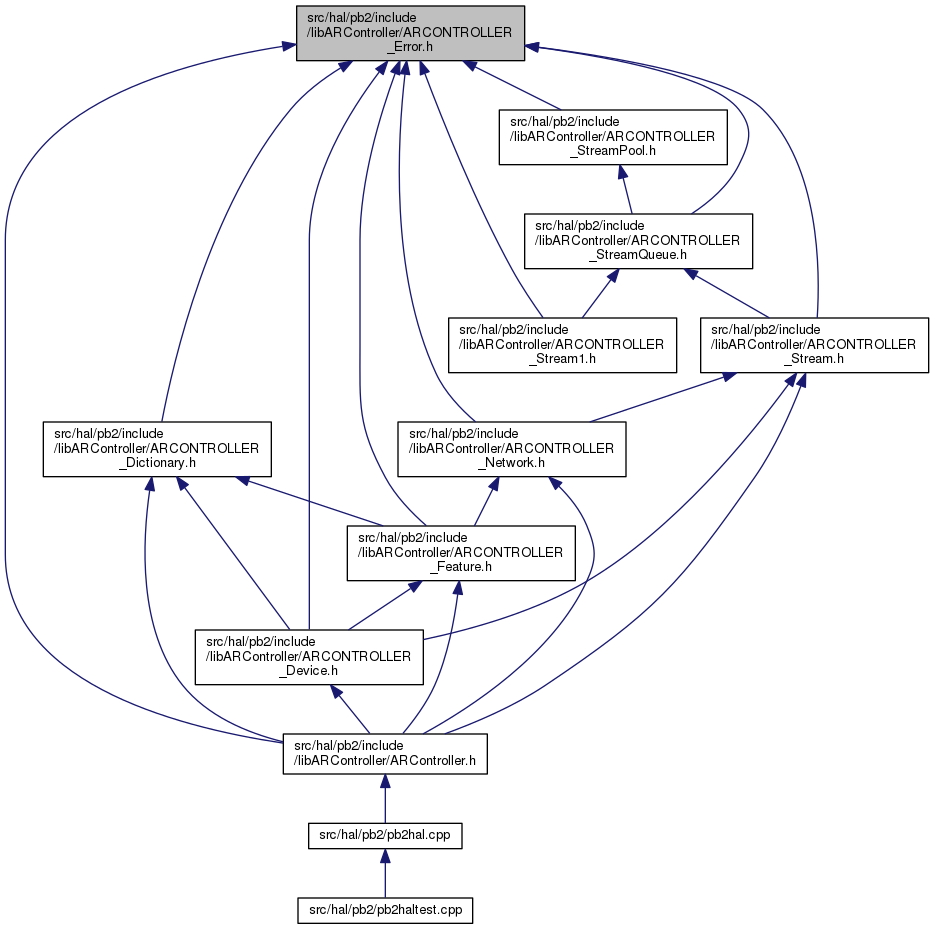 src/hal/pb2/include
/libARController/ARCONTROLLER
_Error.h
src/hal/pb2/include
/libARController/ARCONTROLLER
_StreamPool.h
src/hal/pb2/include
/libARController/ARCONTROLLER
_StreamQueue.h
src/hal/pb2/include
/libARController/ARCONTROLLER
_Stream1.h
src/hal/pb2/include
/libARController/ARCONTROLLER
_Stream.h
src/hal/pb2/include
/libARController/ARCONTROLLER
_Dictionary.h
src/hal/pb2/include
/libARController/ARCONTROLLER
_Network.h
src/hal/pb2/include
/libARController/ARCONTROLLER
_Feature.h
src/hal/pb2/include
/libARController/ARCONTROLLER
_Device.h
src/hal/pb2/include
/libARController/ARController.h
src/hal/pb2/pb2hal.cpp
src/hal/pb2/pb2haltest.cpp